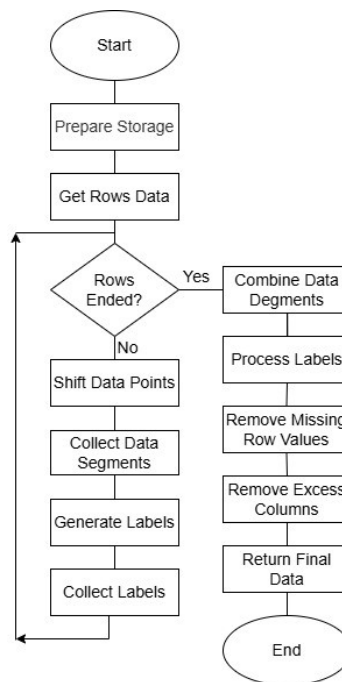 Start
Prepare Storage
Get Rows Data
Rows
Ended?
Yes
No
Shift Data Points
Collect Data
Segments
Generate Labels
Collect Labels
Combine Data
Degments
Process Labels
Remove Missing
Row Values
Remove Excess
Columns
Return Final
Data
End